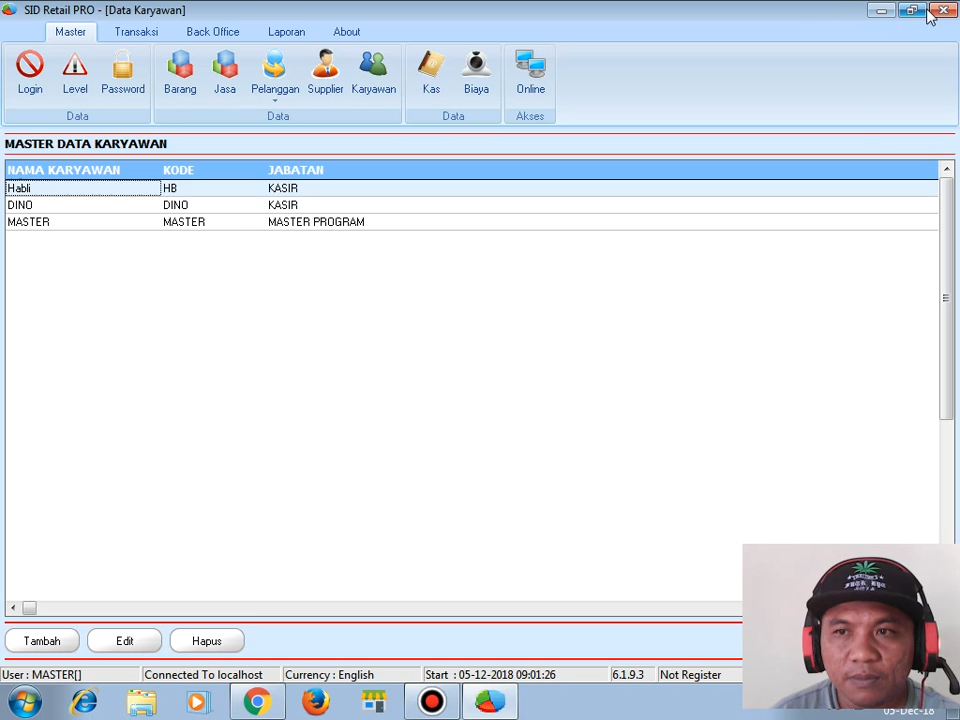 SID Retail PRO - [Data Karyawan]
Master Transaksi Back Office Laporan About
Login Level Password Barang Jasa Pelanggan Supplier Karyawan Kas Biaya Online
Data Data Data Akses
MASTER DATA KARYAWAN
NAMA KARYAWAN KODE JABATAN
Habli HB KASIR
DINO DINO KASIR
MASTER MASTER MASTER PROGRAM
Tambah Edit Hapus
User : MASTER[] Connected To localhost Currency : English Start : 05-12-2018 09:01:26 6.1.9.3 Not Register
05-Dec-18